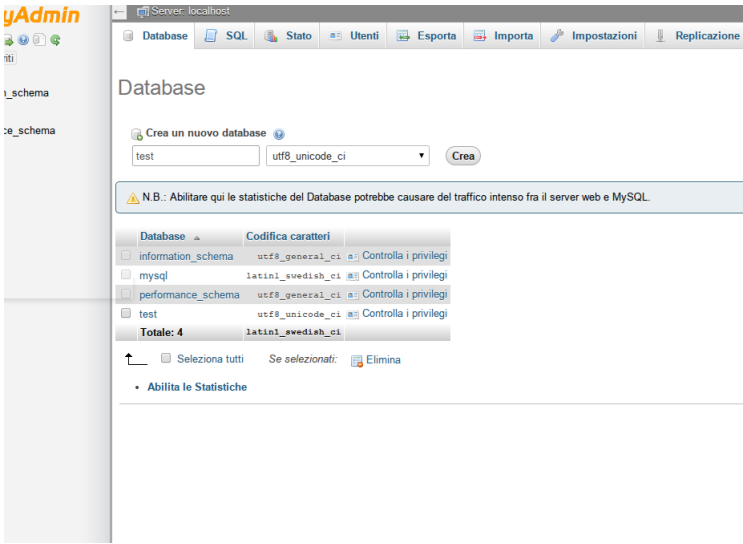 yAdmin
Server: localhost
Database SQL Stato Utenti Esporta Importa Impostazioni Replicazione
riti
n_schema
ce_schema
Database
Crea un nuovo database
test utf8_unicode_ci Crea
N.B.: Abilitare qui le statistiche del Database potrebbe causare del traffico intenso fra il server web e MySQL.
Database Codifica caratteri
information_schema utf8_general_ci Controlla i privilegi
mysql latin1_swedish_ci Controlla i privilegi
performance_schema utf8_general_ci Controlla i privilegi
test utf8_unicode_ci Controlla i privilegi
Totale: 4 latin1_swedish_ci
Seleziona tutti Se selezionati: Elimina
Abilita le Statistiche